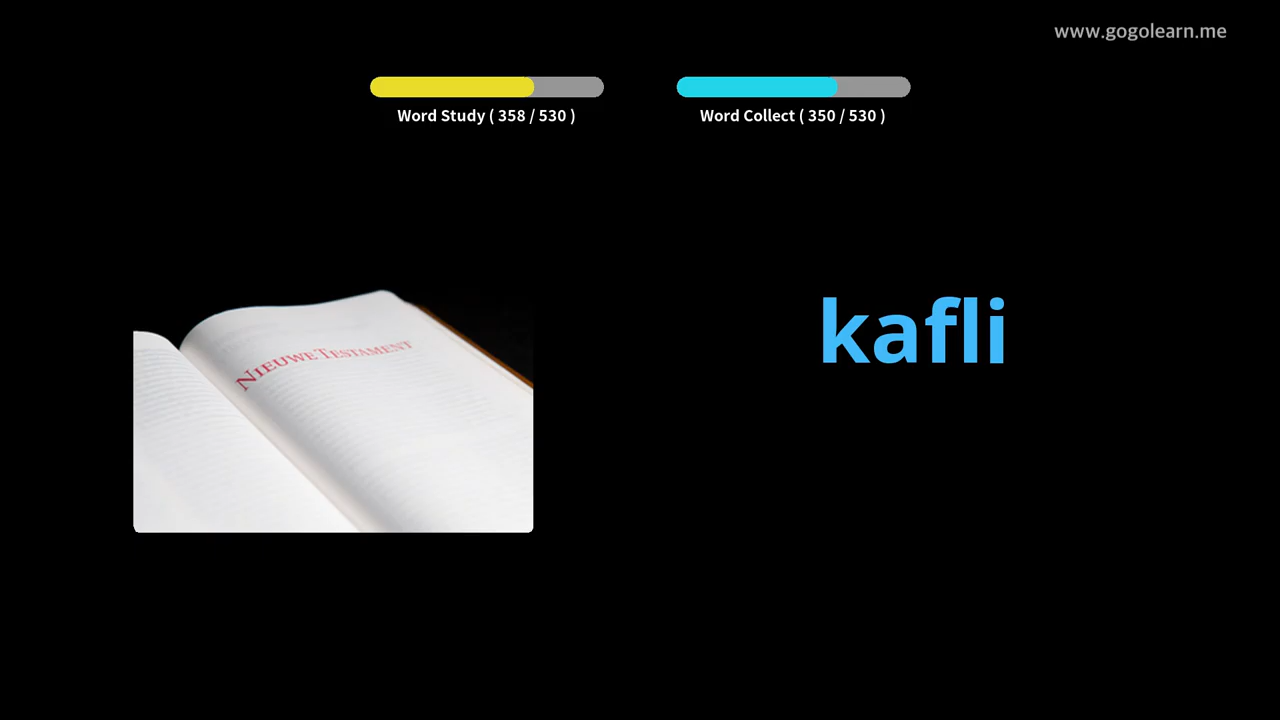 www.gogolearn.me
Word Study ( 358 / 530 )
Word Collect ( 350 / 530 )
NIEUWE TESTAMENT
kafli